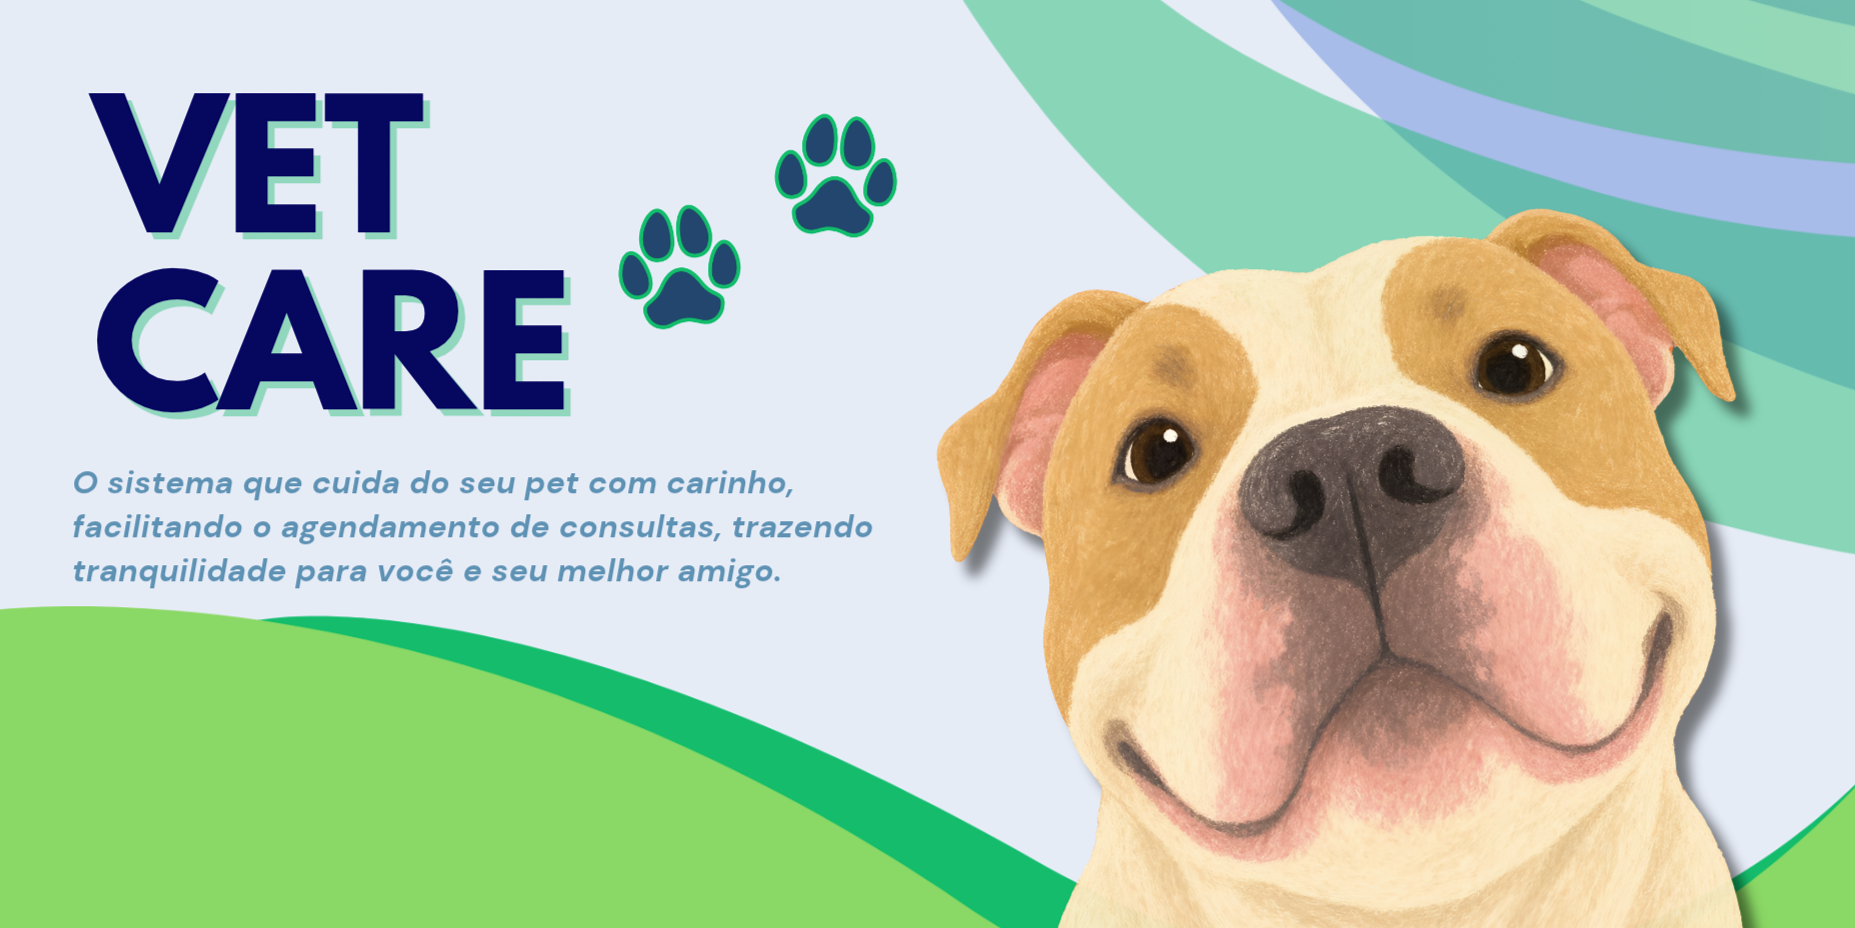 VET
CARE
O sistema que cuida do seu pet com carinho,
facilitando o agendamento de consultas, trazendo
tranquilidade para você e seu melhor amigo.